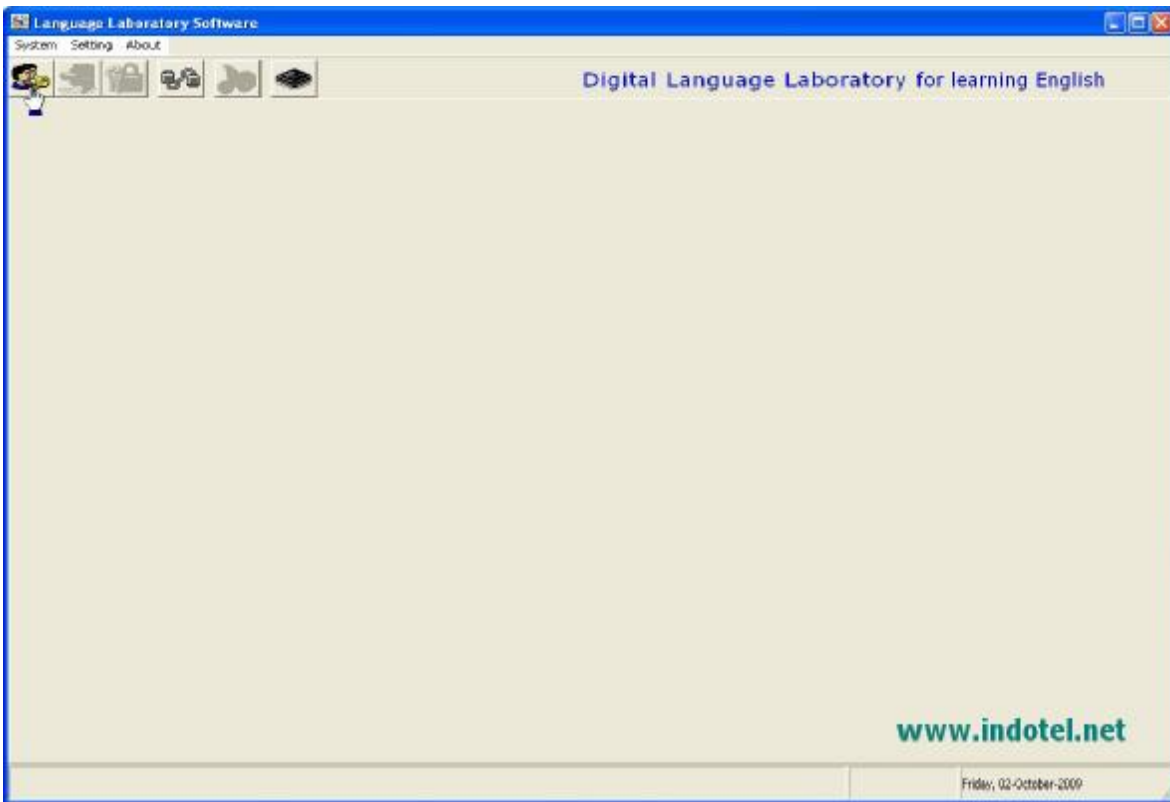 Language Laboratory Software
System Setting About
Digital Language Laboratory for learning English
www.indotel.net
Friday, 02-October-2009